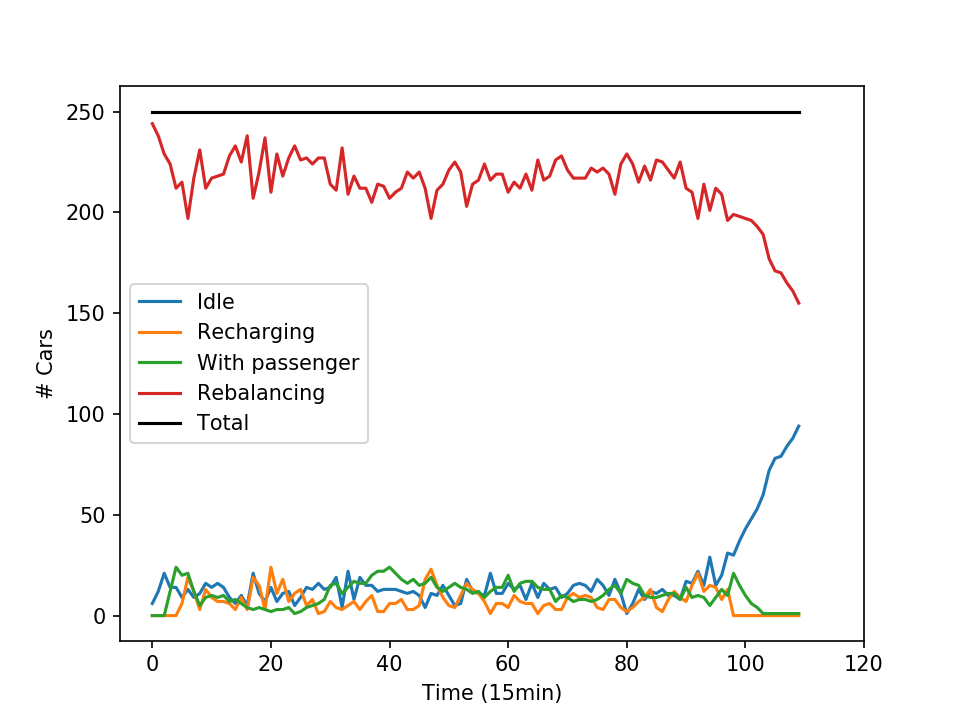 250
200
150
100
50
0
# Cars
Idle
Recharging
With passenger
Rebalancing
Total
0 20 40 60 80 100 120
Time (15min)